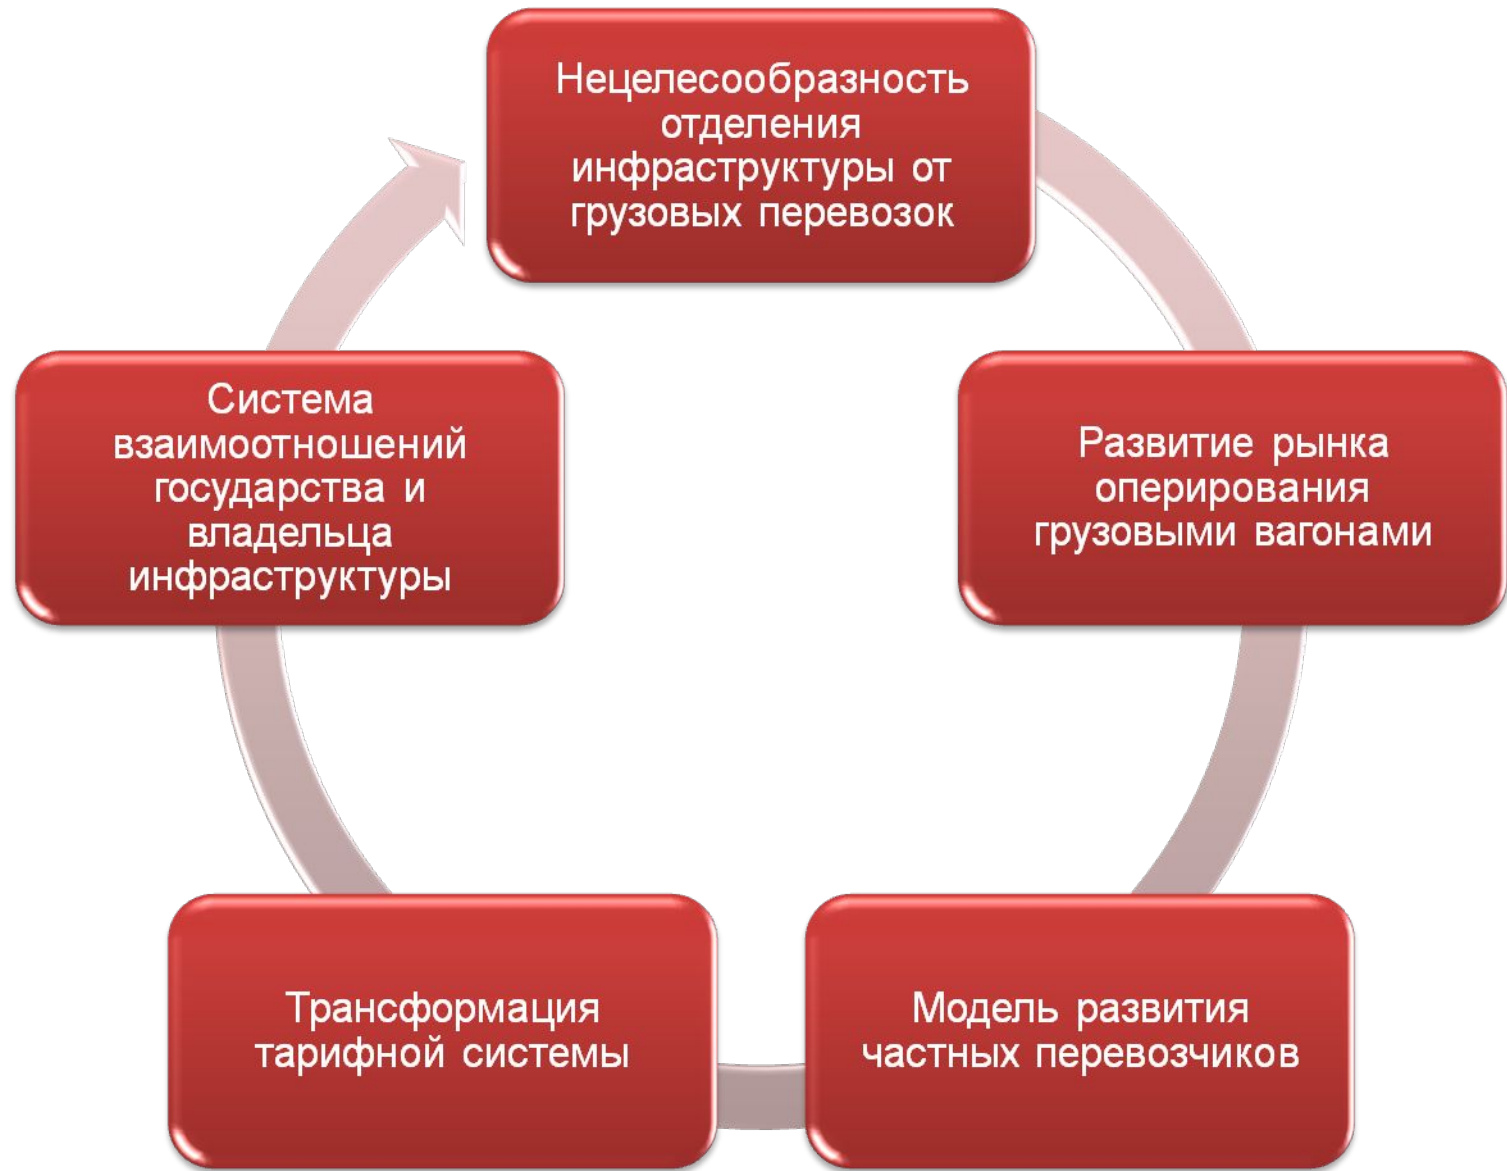 Нецелесообразность
отделения
инфраструктуры от
грузовых перевозок
Развитие рынка
оперирования
грузовыми вагонами
Модель развития
частных перевозчиков
Трансформация
тарифной системы
Система
взаимоотношений
государства и
владельца
инфраструктуры